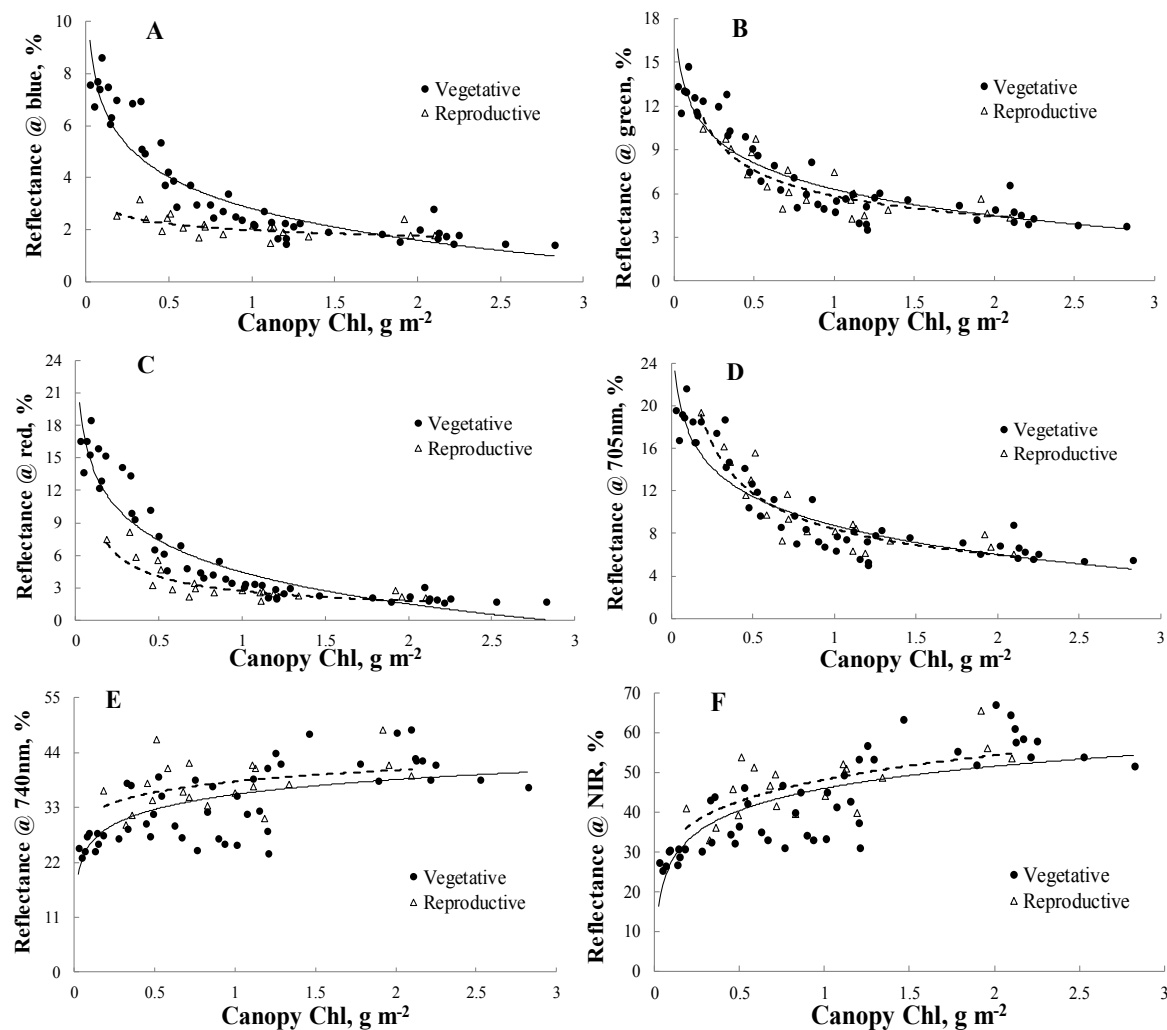 A
Reflectance @ blue, %
10
8
6
4
2
0
Vegetative
Reproductive
0 0.5 1 1.5 2 2.5 3
Canopy Chl, g m-2
B
Reflectance @ green, %
18
15
12
9
6
3
0
Vegetative
Reproductive
0 0.5 1 1.5 2 2.5 3
Canopy Chl, g m-2
C
Reflectance @ red, %
24
21
18
15
12
9
6
3
0
Vegetative
Reproductive
0 0.5 1 1.5 2 2.5 3
Canopy Chl, g m-2
D
Reflectance @ 705nm, %
24
20
16
12
8
4
0
Vegetative
Reproductive
0 0.5 1 1.5 2 2.5 3
Canopy Chl, g m-2
E
Reflectance @ 740nm, %
55
44
33
22
11
0
Vegetative
Reproductive
0 0.5 1 1.5 2 2.5 3
Canopy Chl, g m-2
F
Reflectance @ NIR, %
70
60
50
40
30
20
10
0
Vegetative
Reproductive
0 0.5 1 1.5 2 2.5 3
Canopy Chl, g m-2